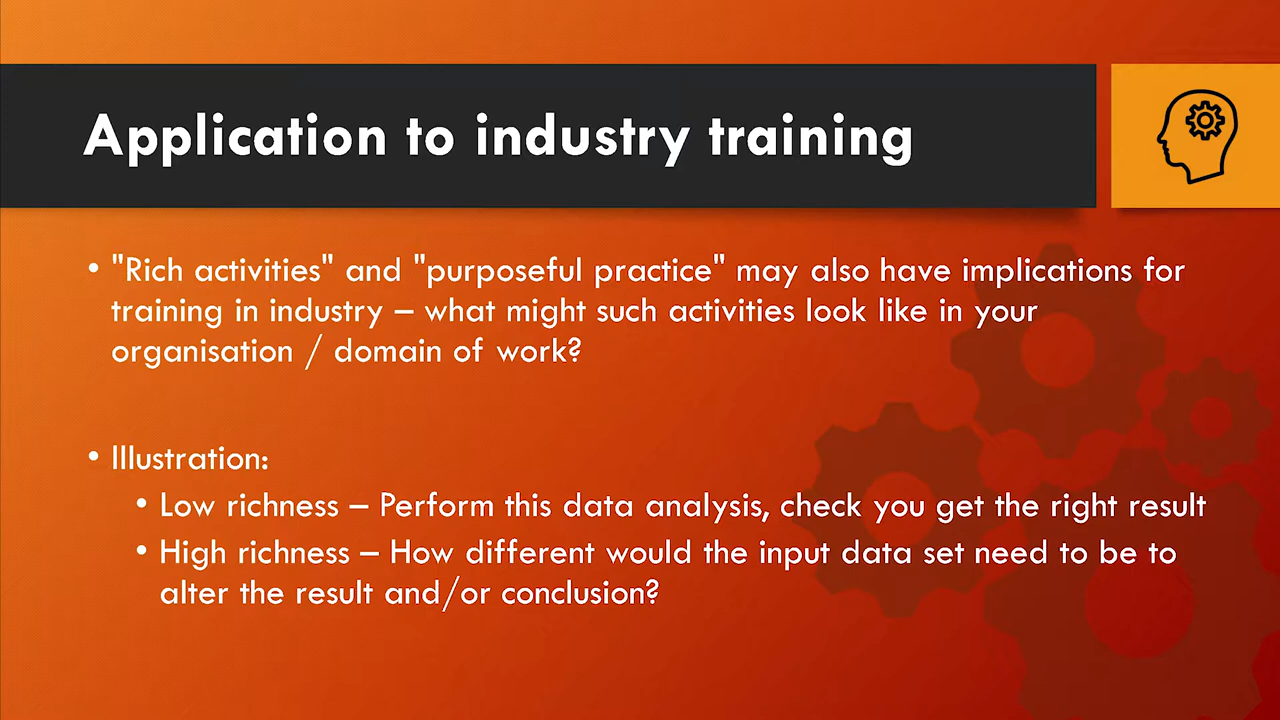 Application to industry training
• "Rich activities" and "purposeful practice" may also have implications for
training in industry – what might such activities look like in your
organisation / domain of work?
• Illustration:
• Low richness – Perform this data analysis, check you get the right result
• High richness – How different would the input data set need to be to
alter the result and/or conclusion?